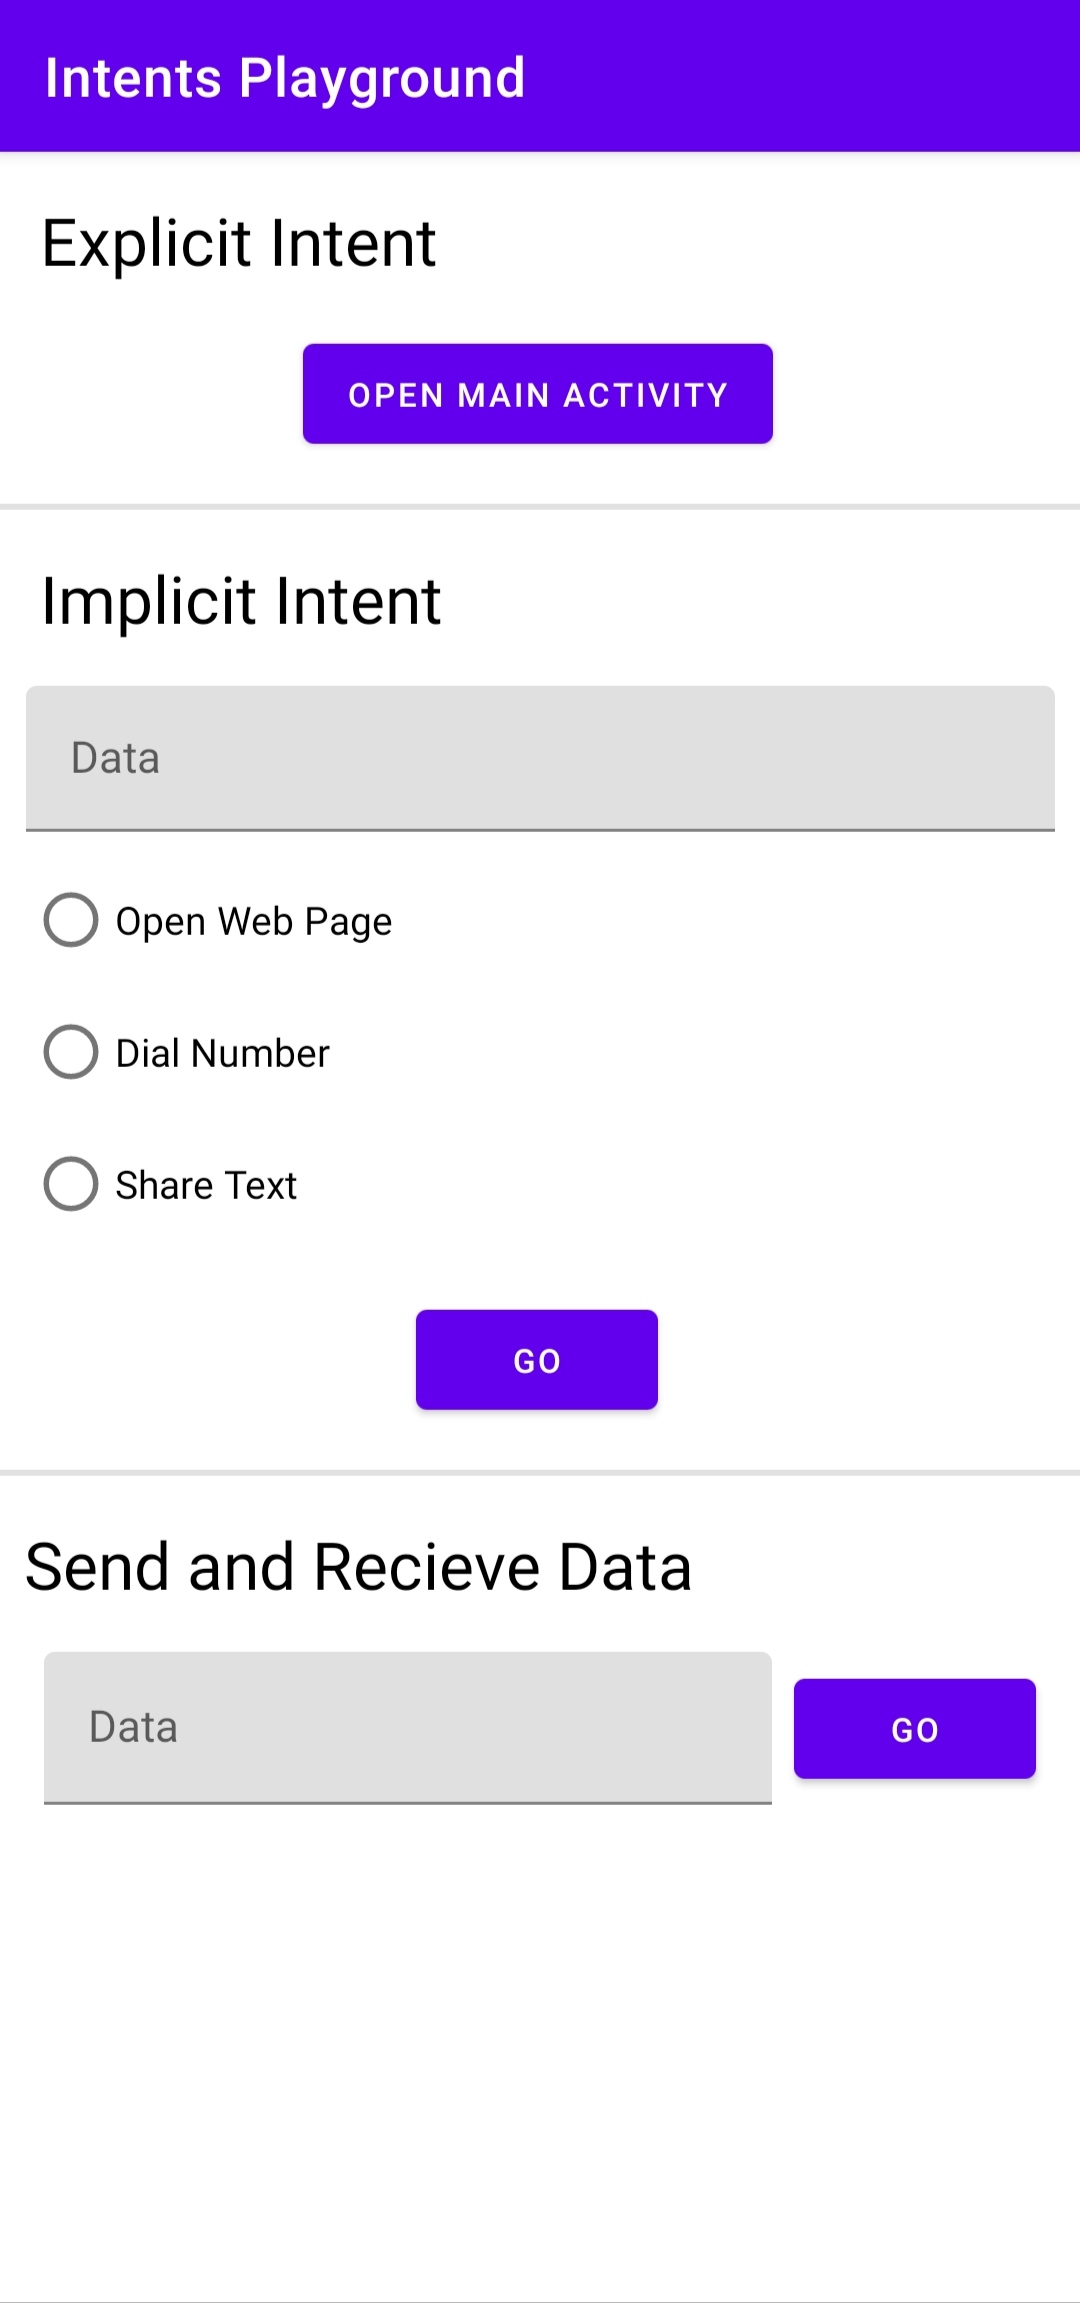 Intents Playground
Explicit Intent
OPEN MAIN ACTIVITY
Implicit Intent
Data
Open Web Page
Dial Number
Share Text
GO
Send and Recieve Data
Data
GO